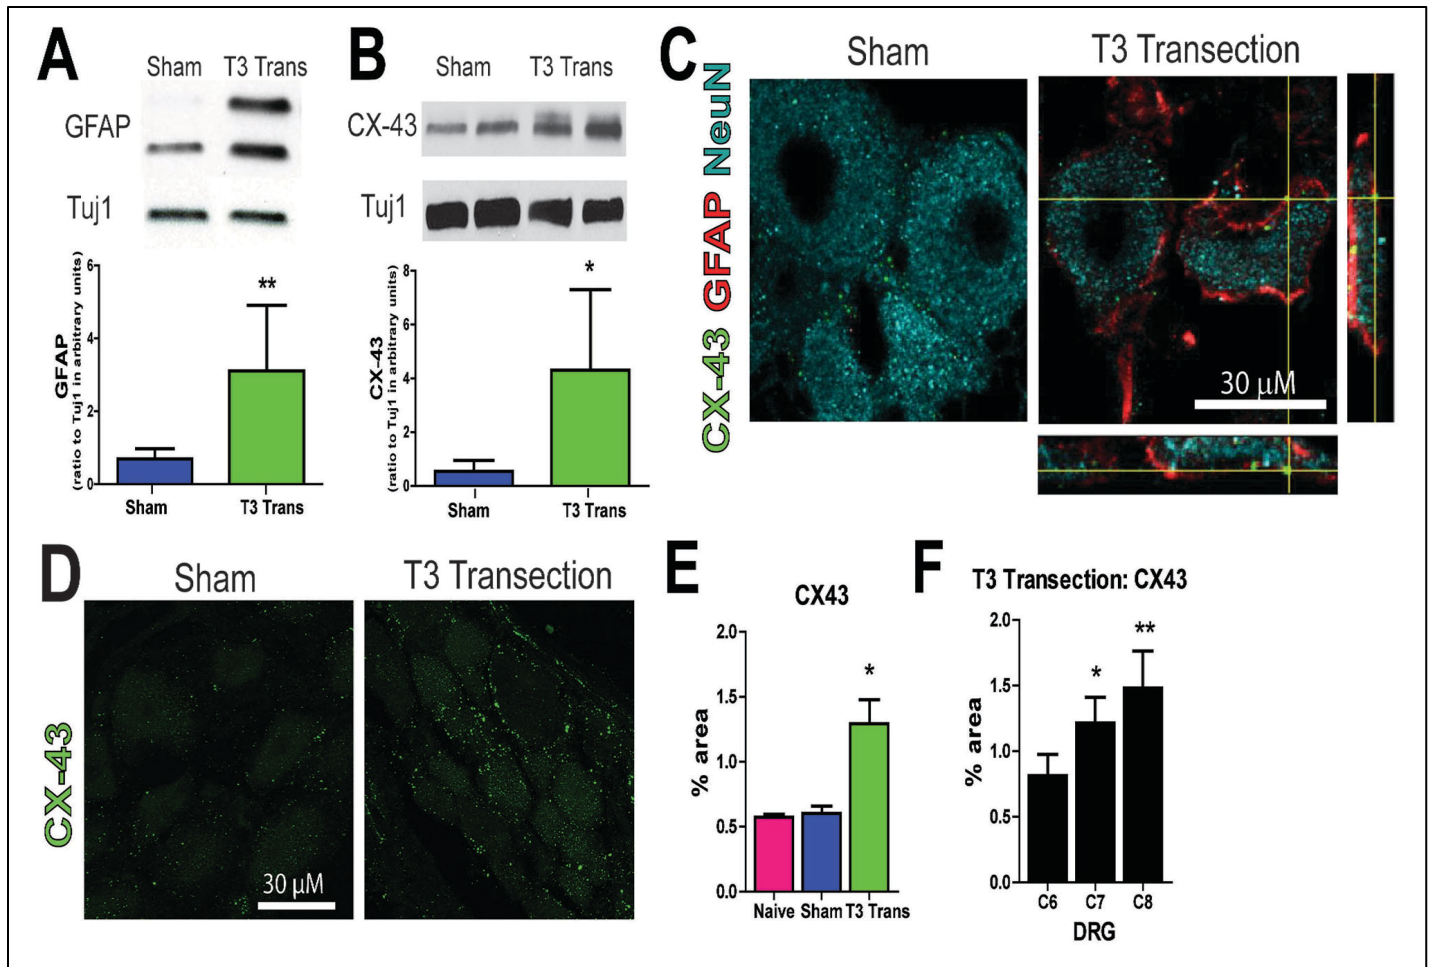 A
Sham T3 Trans
GFAP
Tuj1
GFAP
(ratio to Tuj1 in arbitrary units)
6
4
2
0
**
Sham T3 Trans
B
Sham T3 Trans
CX-43
Tuj1
CX-43
(ratio to Tuj1 in arbitrary units)
8
6
4
2
0
*
Sham T3 Trans
C
Sham T3 Transection
CX-43 GFAP NeuN
30 µM
D
Sham T3 Transection
CX-43
30 µM
E
CX43
% area
2.0
1.5
1.0
0.5
0.0
*
Naive Sham T3 Trans
F
T3 Transection: CX43
% area
2.0
1.5
1.0
0.5
0.0
*
**
C6 C7 C8
DRG